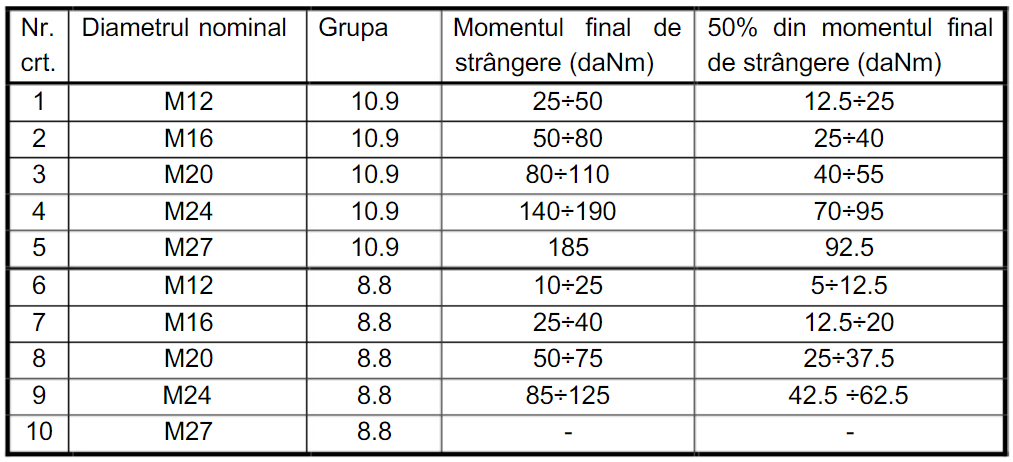 Nr. crt. Diametrul nominal Grupa Momentul final de strângere (daNm) 50% din momentul final de strângere (daNm)
1 M12 10.9 25÷50 12.5÷25
2 M16 10.9 50÷80 25÷40
3 M20 10.9 80÷110 40÷55
4 M24 10.9 140÷190 70÷95
5 M27 10.9 185 92.5
6 M12 8.8 10÷25 5÷12.5
7 M16 8.8 25÷40 12.5÷20
8 M20 8.8 50÷75 25÷37.5
9 M24 8.8 85÷125 42.5 ÷62.5
10 M27 8.8 - -